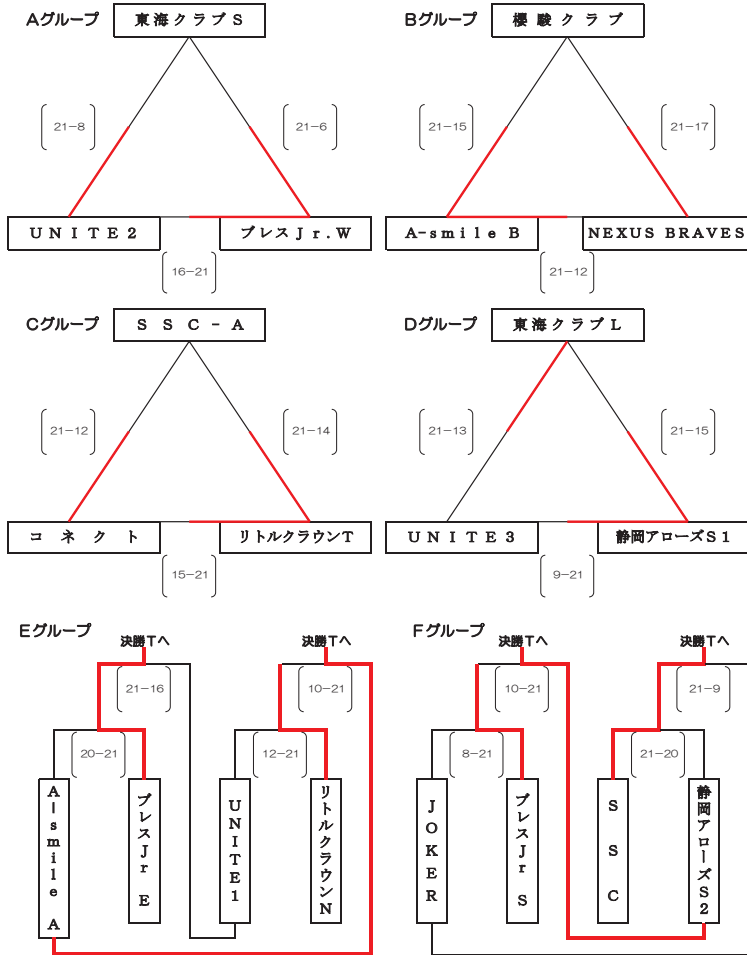 Aグループ 東海クラブS
21-8
21-6
UNITE2
ブレスJr.W
16-21
Bグループ 櫻駿クラブ
21-15
21-17
A-smile B
NEXUS BRAVES
21-12
Cグループ SSC-A
21-12
21-14
コネクト
リトルクラウンT
15-21
Dグループ 東海クラブL
21-13
21-15
UNITE3
静岡アローズS1
9-21
Eグループ
決勝Tへ
決勝Tへ
21-16
10-21
20-21
12-21
A-smile A
ブレスJr E
UNITE1
リトルクラウンN
Fグループ
決勝Tへ
決勝Tへ
10-21
21-9
8-21
21-20
JOKER
ブレスJr S
SSC
静岡アローズS2